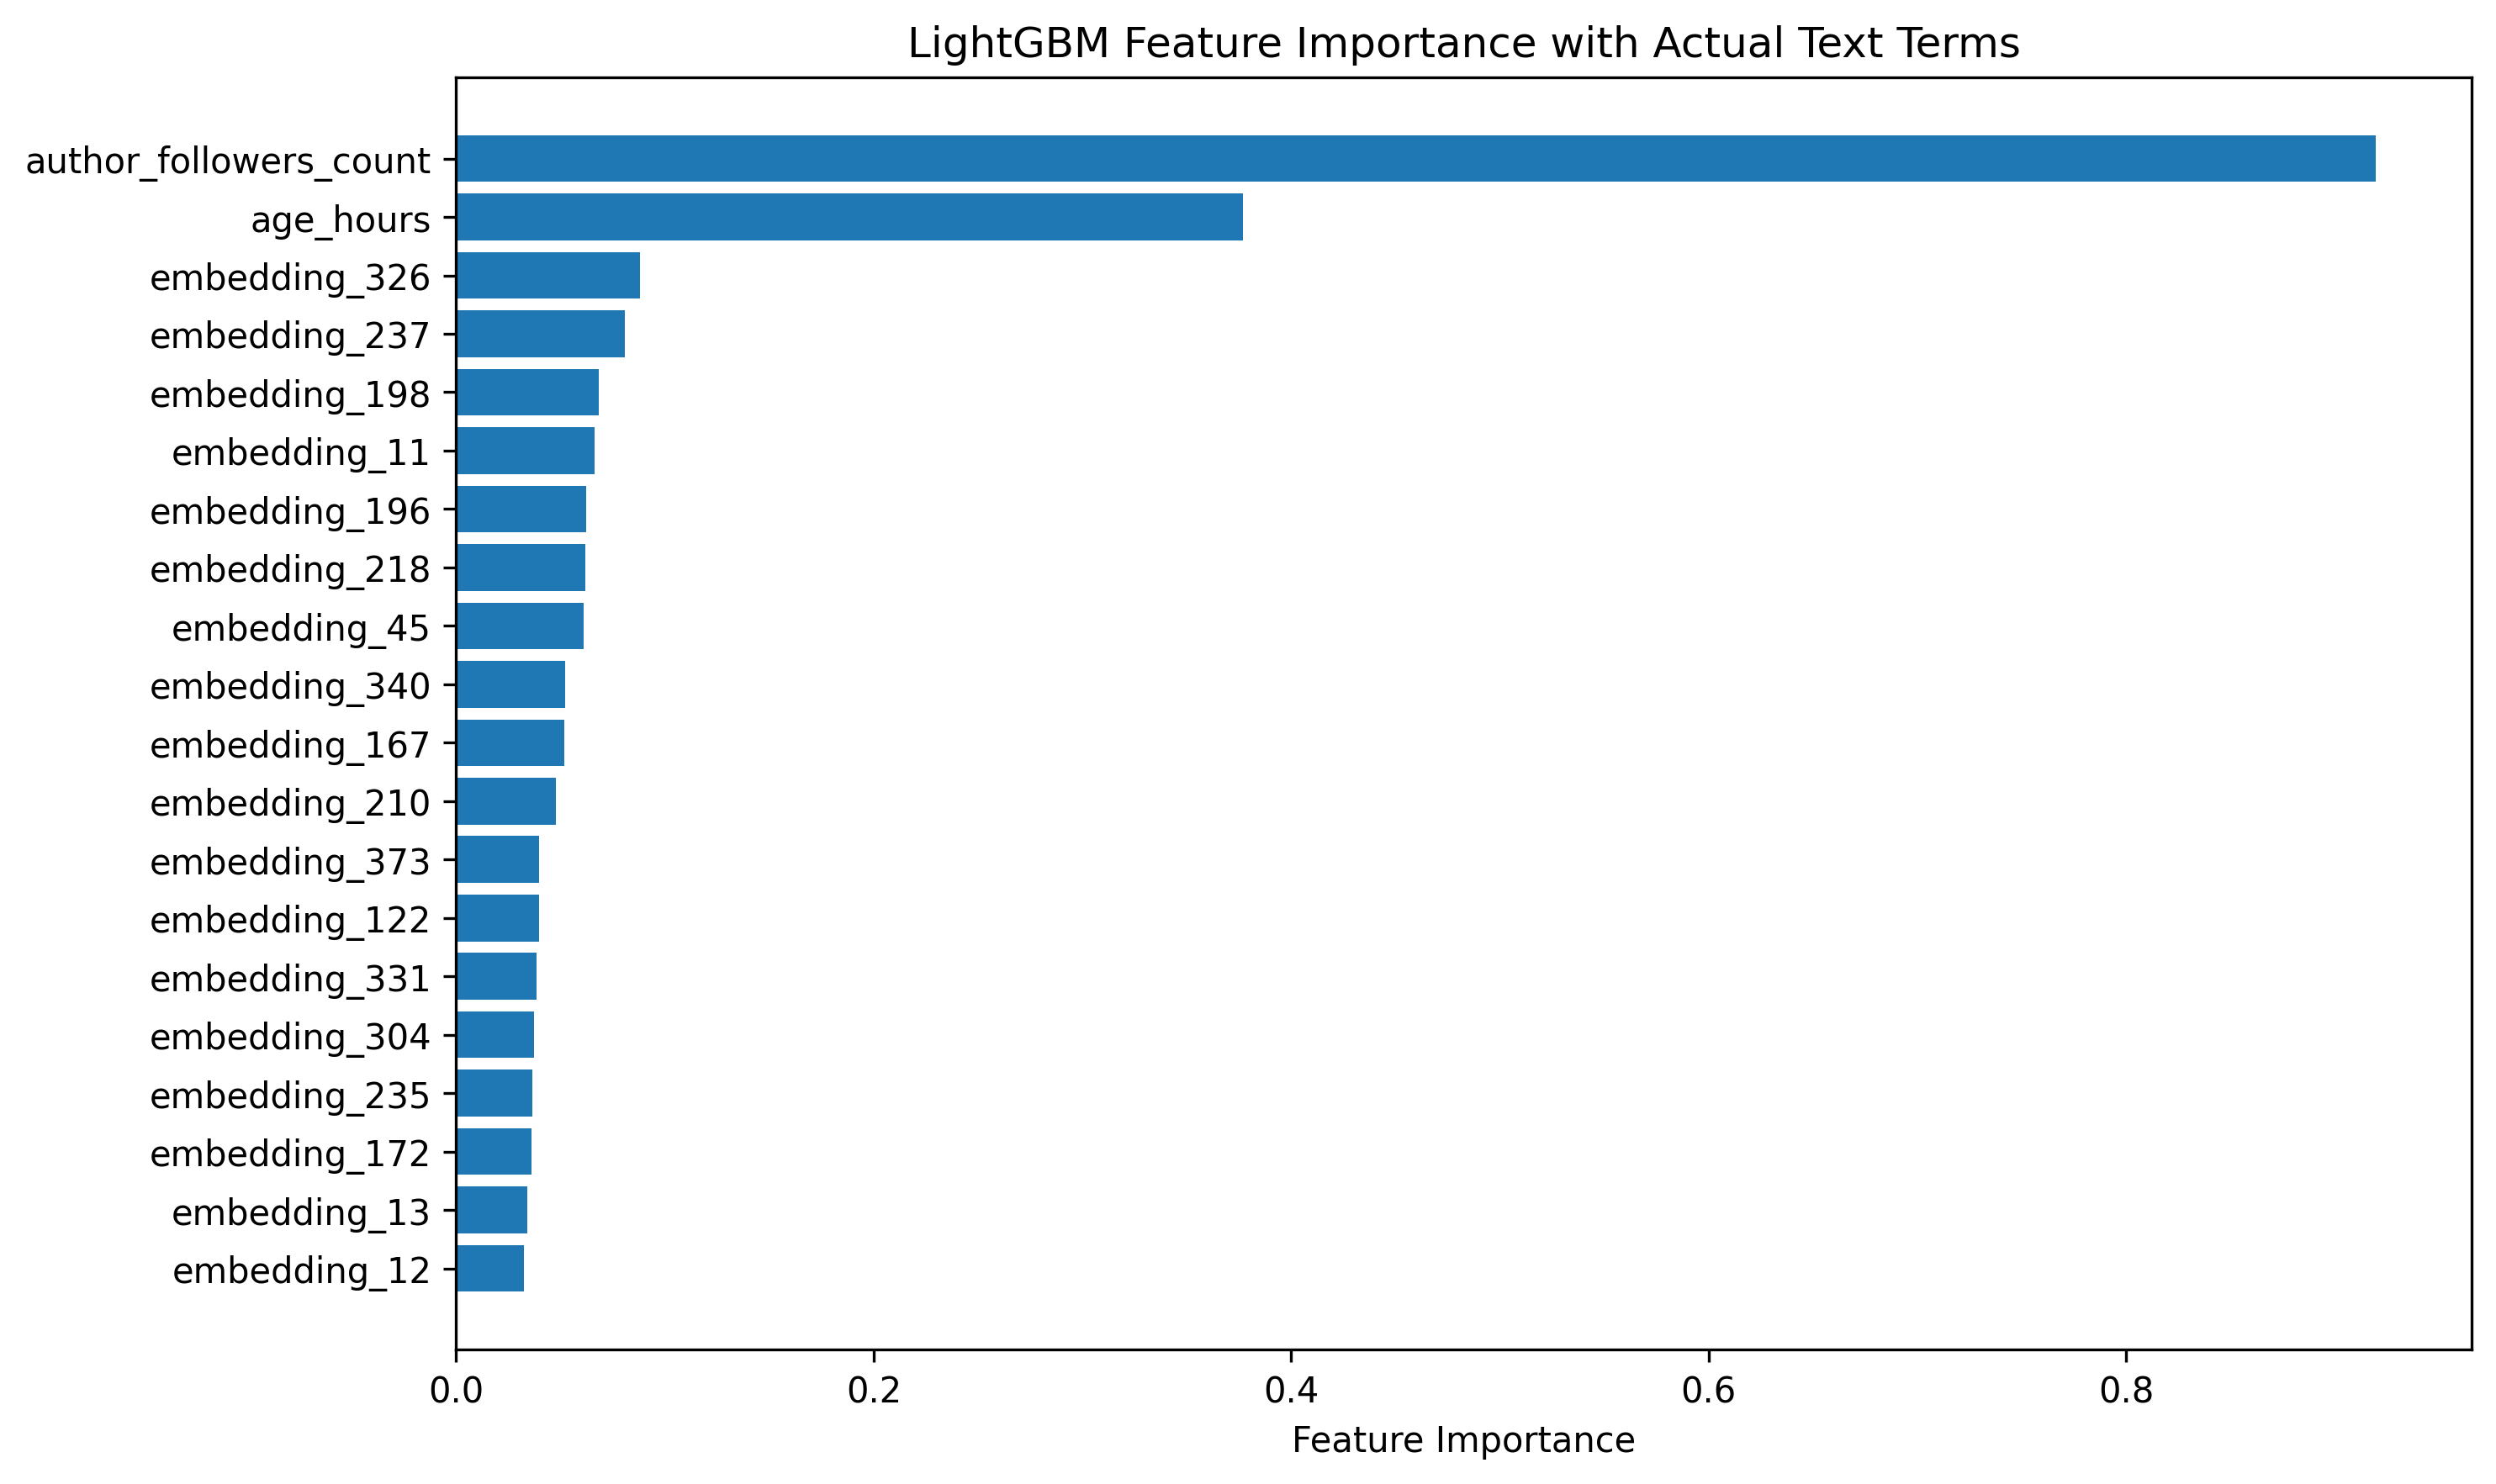 LightGBM Feature Importance with Actual Text Terms
author_followers_count
age_hours
embedding_326
embedding_237
embedding_198
embedding_11
embedding_196
embedding_218
embedding_45
embedding_340
embedding_167
embedding_210
embedding_373
embedding_122
embedding_331
embedding_304
embedding_235
embedding_172
embedding_13
embedding_12
0.0 0.2 0.4 0.6 0.8
Feature Importance